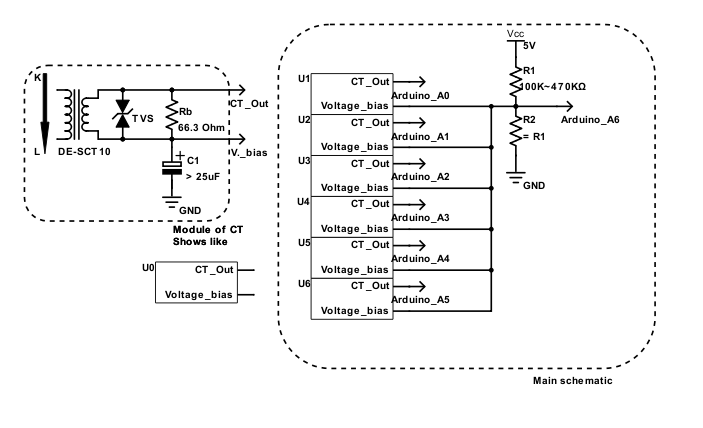 K
L
DE-SCT10
TVS
Rb
66.3 Ohm
C1
> 25uF
GND
CT_Out
V._bias
Module of CT
Shows like
U0
CT_Out
Voltage_bias
U1
CT_Out
Arduino_A0
Voltage_bias
U2
CT_Out
Arduino_A1
Voltage_bias
U3
CT_Out
Arduino_A2
Voltage_bias
U4
CT_Out
Arduino_A3
Voltage_bias
U5
CT_Out
Arduino_A4
Voltage_bias
U6
CT_Out
Arduino_A5
Voltage_bias
Vcc
5V
R1
100K~470KΩ
Arduino_A6
R2
= R1
GND
Main schematic